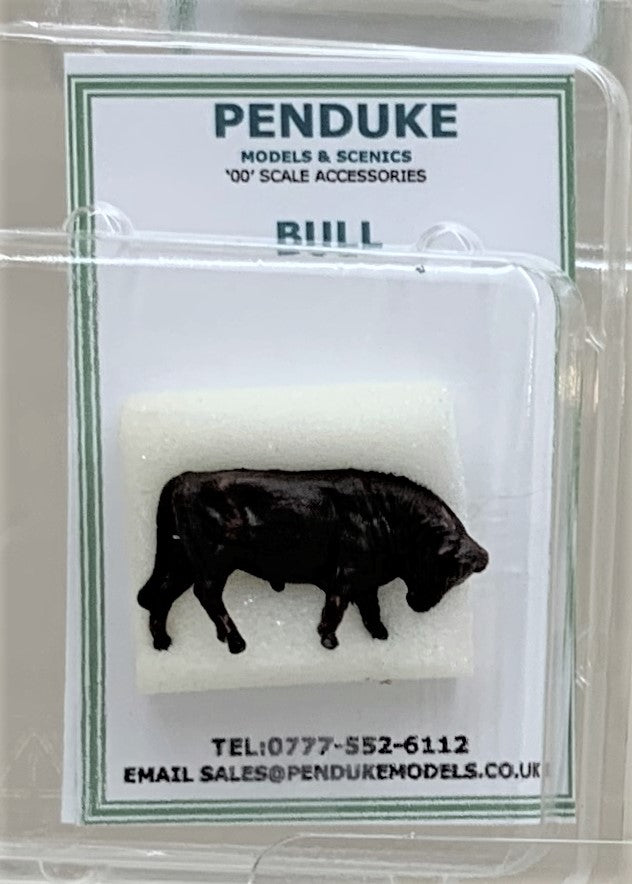 PENDUKE
MODELS & SCENICS
'00' SCALE ACCESSORIES
BULL
TEL:0777-552-6112
EMAIL SALES@PENDUKEMODELS.CO.UK